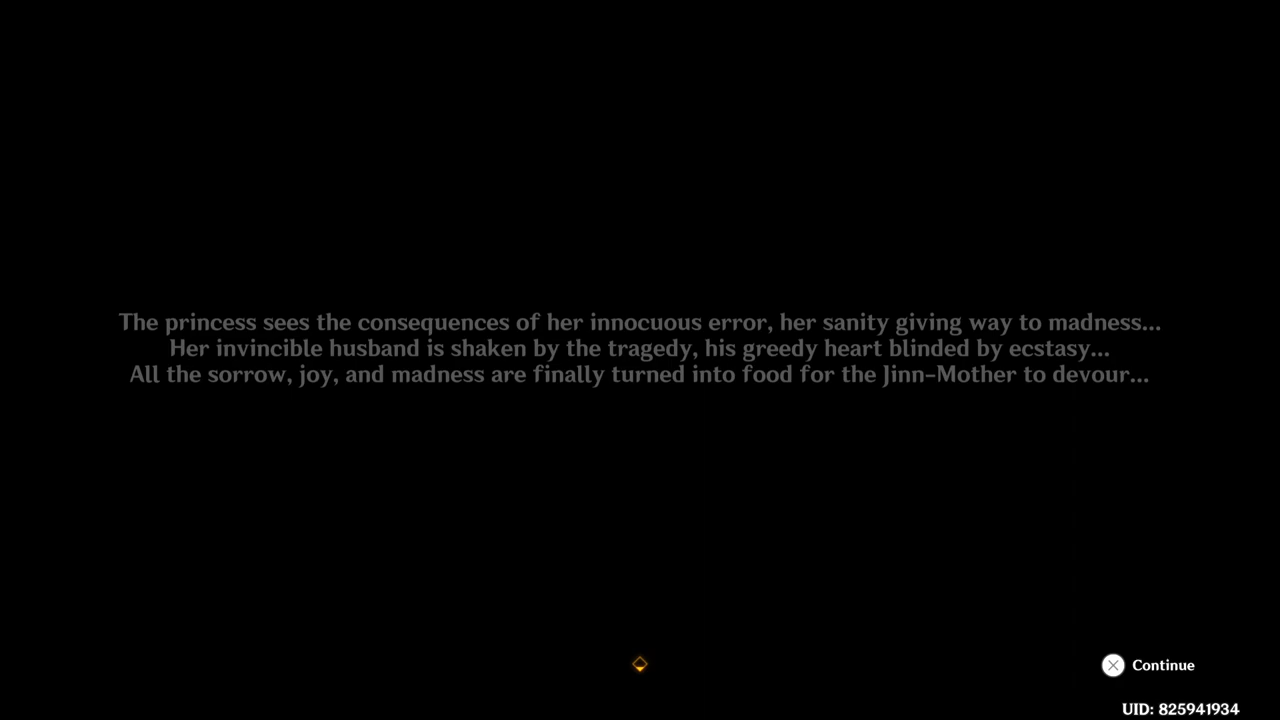 The princess sees the consequences of her innocuous error, her sanity giving way to madness...
Her invincible husband is shaken by the tragedy, his greedy heart blinded by ecstasy...
All the sorrow, joy, and madness are finally turned into food for the Jinn-Mother to devour...
Continue
UID: 825941934